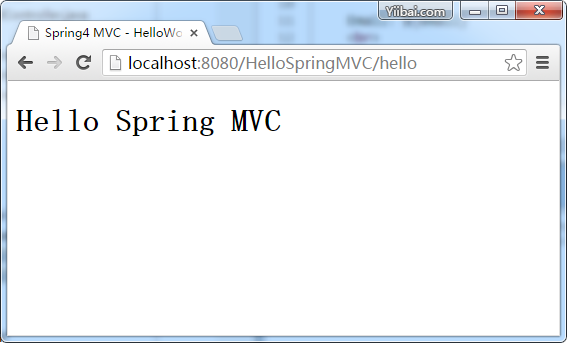 Yiibai.com
Spring4 MVC - HelloWo
localhost:8080/HelloSpringMVC/hello
Hello Spring MVC